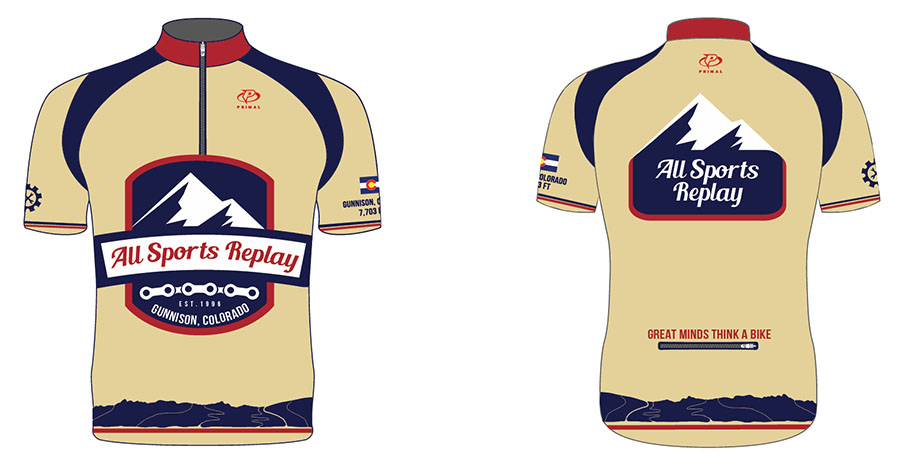 PRIMAL
GUNNISON, C
7,703
All Sports Replay
EST. 1996
GUNNISON, COLORADO
PRIMAL
All Sports
Replay
COLORADO
3 FT
GREAT MINDS THINK A BIKE